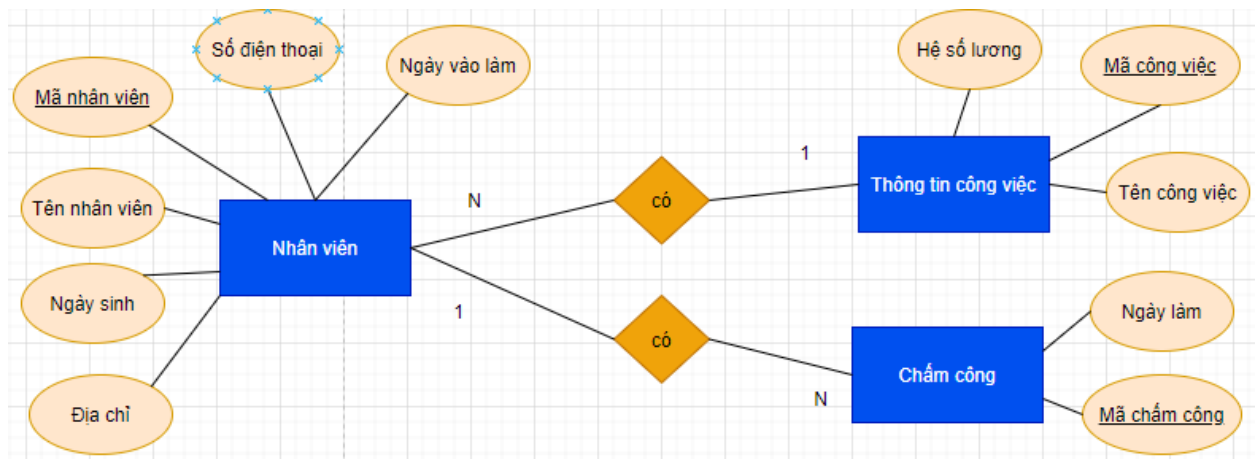 Số điện thoại
Ngày vào làm
Hệ số lương
Mã công việc
Mã nhân viên
1
Thông tin công việc
Tên công việc
N
có
Tên nhân viên
Nhân viên
Ngày sinh
1
có
Ngày làm
Chấm công
N
Địa chỉ
Mã chấm công